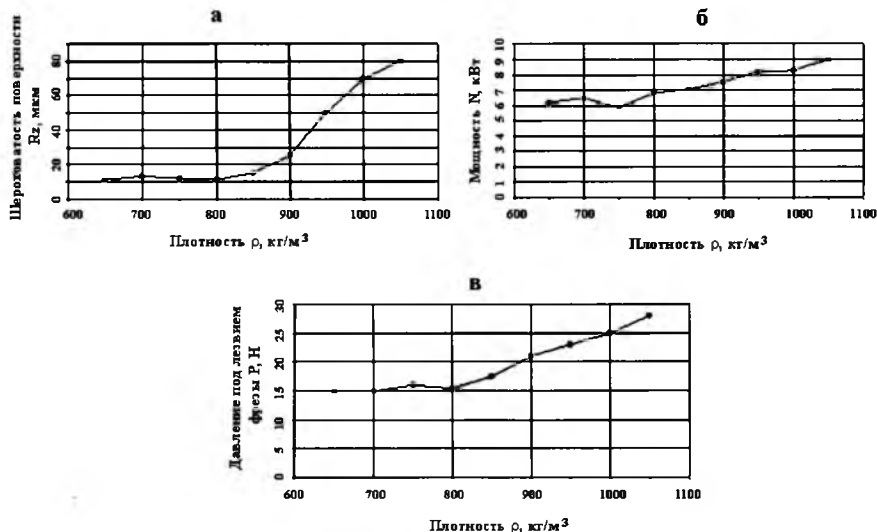 а
Шероховатость поверхности
Rz, мкм
0 20 40 60 80
600 700 800 900 1000 1100
Плотность ρ, кг/м³
б
Мощность N, кВт
0 1 2 3 4 5 6 7 8 9 10
600 700 800 900 1000 1100
Плотность ρ, кг/м³
в
Давление под лезвием
фрезы Р, Н
0 5 10 15 20 25 30
600 700 800 900 1000 1100
Плотность ρ, кг/м³